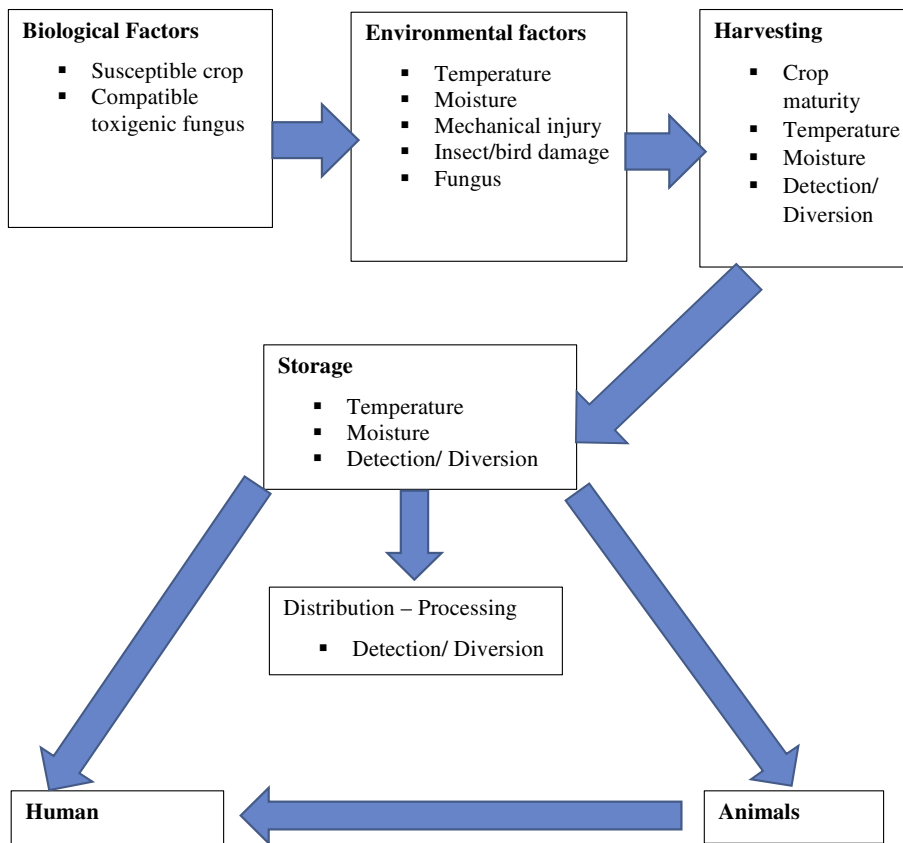 Biological Factors
▪ Susceptible crop
▪ Compatible
toxigenic fungus
Environmental factors
▪ Temperature
▪ Moisture
▪ Mechanical injury
▪ Insect/bird damage
▪ Fungus
Harvesting
▪ Crop
maturity
▪ Temperature
▪ Moisture
▪ Detection/
Diversion
Storage
▪ Temperature
▪ Moisture
▪ Detection/ Diversion
Distribution – Processing
▪ Detection/ Diversion
Human
Animals